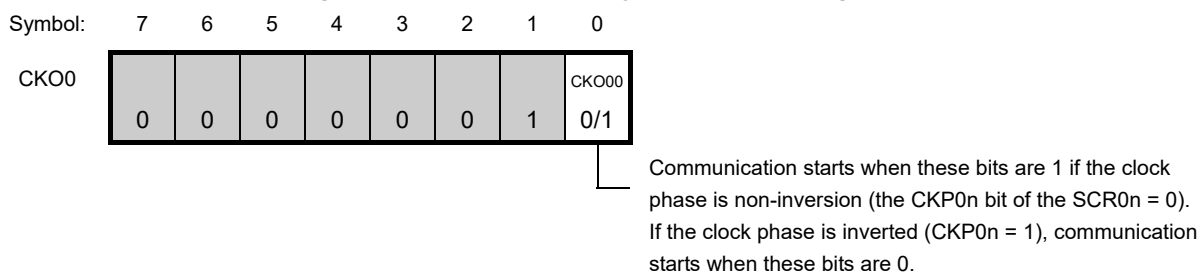 Symbol: 7 6 5 4 3 2 1 0
CKO0 CKO00
0 0 0 0 0 0 1 0/1
Communication starts when these bits are 1 if the clock
phase is non-inversion (the CKP0n bit of the SCR0n = 0).
If the clock phase is inverted (CKP0n = 1), communication
starts when these bits are 0.